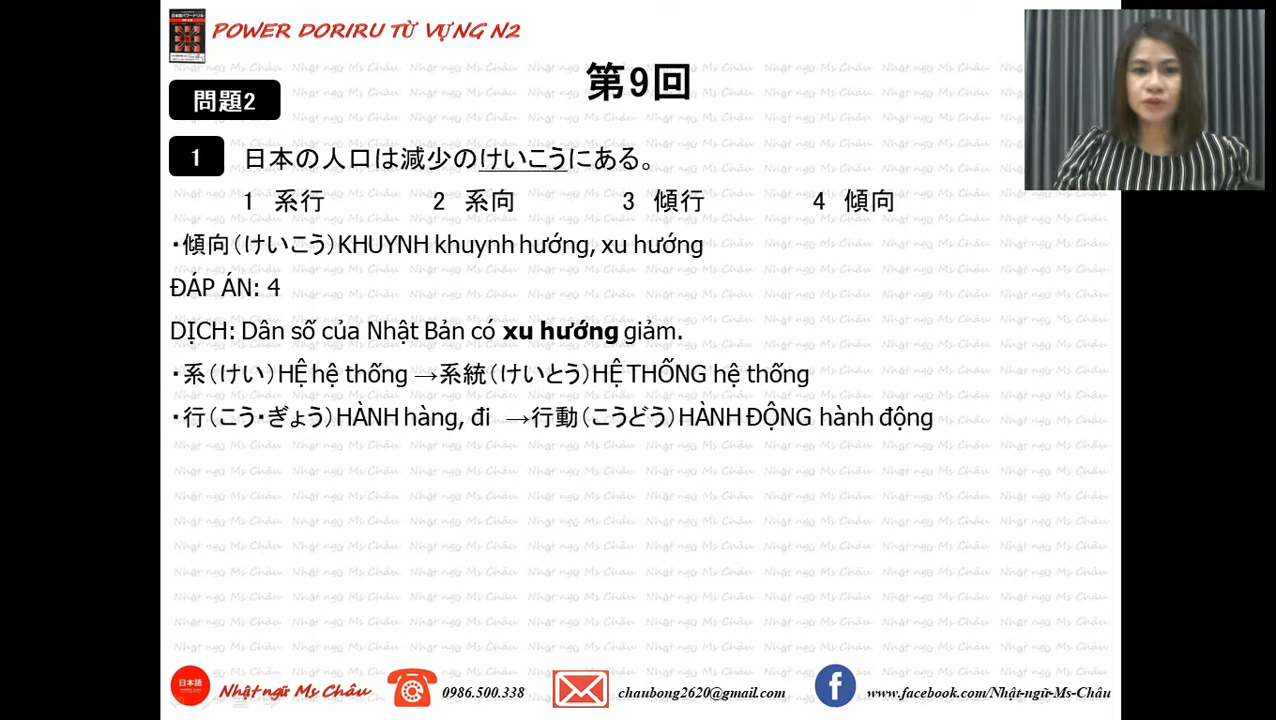 POWER DORIRU TỪ VỰNG N2
第9回
問題2
1 日本の人口は減少のけいこうにある。
1 系行 2 系向 3 傾行 4 傾向
・傾向（けいこう）KHUYNH khuynh hướng, xu hướng
ĐÁP ÁN: 4
DỊCH: Dân số của Nhật Bản có xu hướng giảm.
・系（けい）HỆ hệ thống →系統（けいとう）HỆ THỐNG hệ thống
・行（こう・ぎょう）HÀNH hàng, đi →行動（こうどう）HÀNH ĐỘNG hành động
日本語 Nhật ngữ Ms Châu 0986.500.338 chaubong2620@gmail.com www.facebook.com/Nhật-ngữ-Ms-Châu